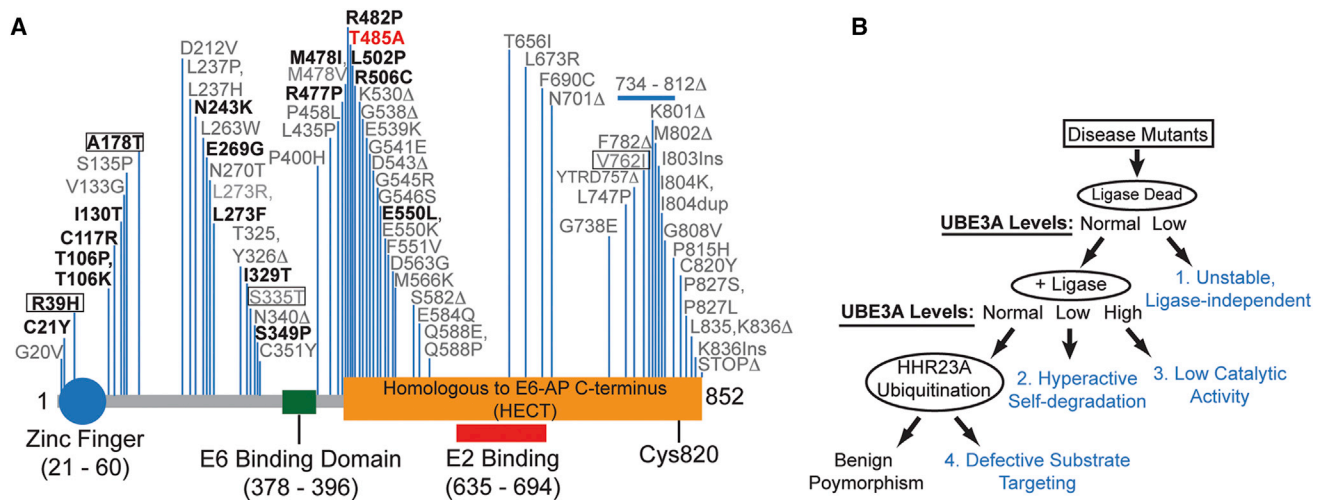 A
G20V
C21Y
R39H
T106K
T106P,
C117R
I130T
V133G
S135P
A178T
D212V
L237P,
L237H
N243K
L263W
E269G
N270T
L273R,
L273F
T325,
Y326Δ
I329T
S335T
N340Δ
S349P
C351Y
P400H
L435P
P458L
R477P
M478V
M478I,
R482P
T485A
L502P
R506C
K530Δ
G538Δ
E539K
G541E
D543Δ
G545R
G546S
E550L,
E550K
F551V
D563G
M566K
S582Δ
E584Q
Q588E,
Q588P
T656I
L673R
F690C
N701Δ
734 - 812Δ
G738E
L747P
YTRD757Δ
V762I
F782Δ
K801Δ
M802Δ
I803Ins
I804K,
I804dup
G808V
P815H
C820Y
P827S,
P827L
L835,K836Δ
K836Ins
STOPΔ
1
Homologous to E6-AP C-terminus
(HECT)
852
Zinc Finger
(21 - 60)
E6 Binding Domain
(378 - 396)
E2 Binding
(635 - 694)
Cys820
B
Disease Mutants
Ligase Dead
UBE3A Levels: Normal Low
+ Ligase
1. Unstable,
Ligase-independent
UBE3A Levels: Normal Low High
HHR23A
Ubiquitination
2. Hyperactive
Self-degradation
3. Low Catalytic
Activity
Benign
Poymorphism
4. Defective Substrate
Targeting